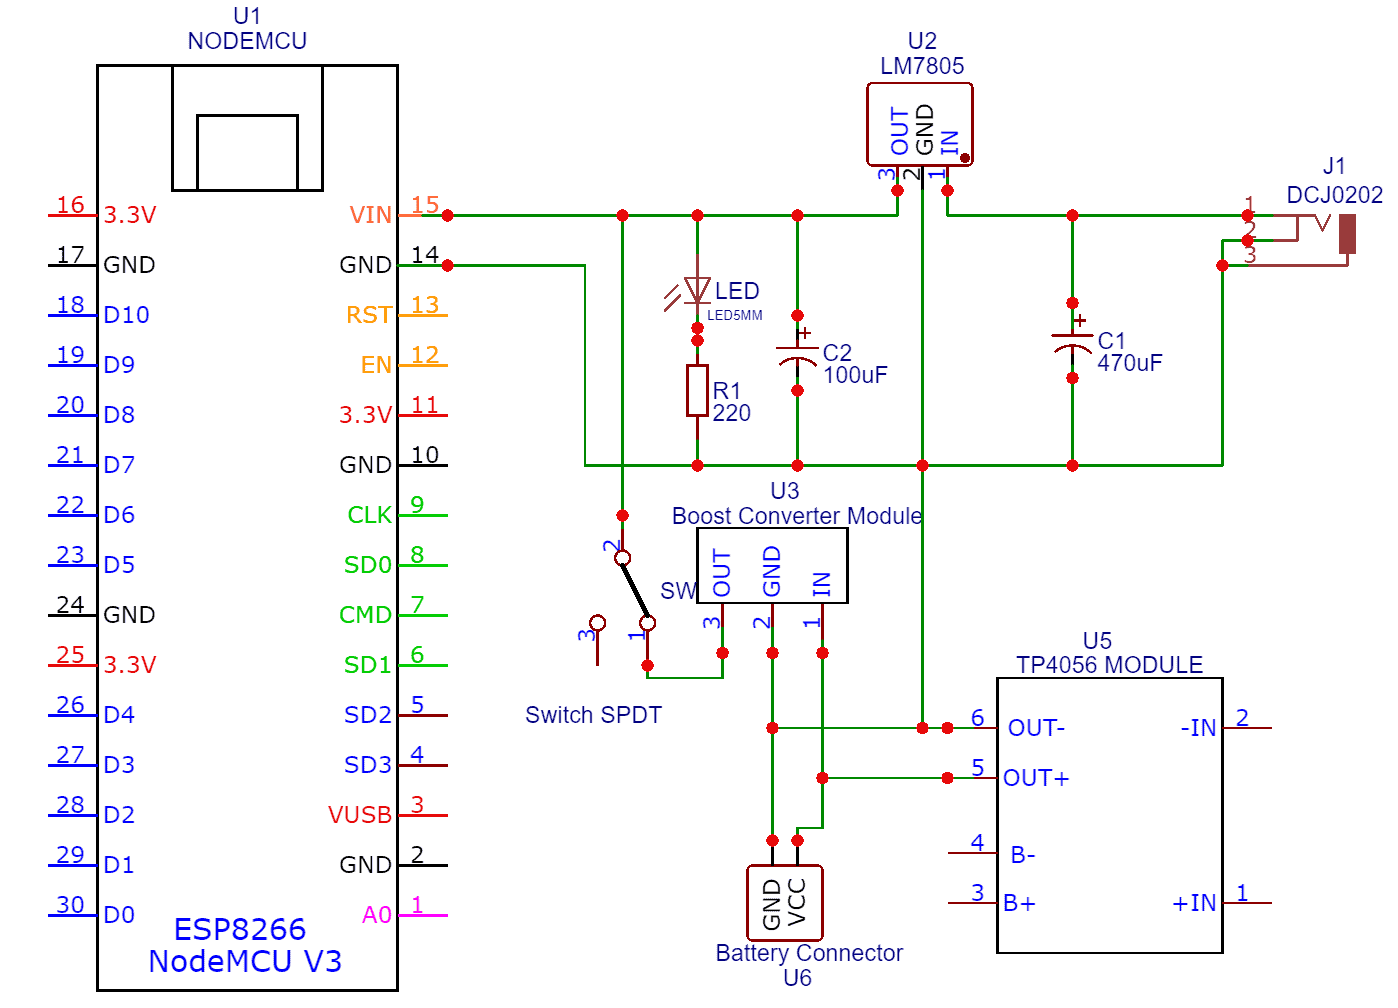 U1
NODEMCU
16 3.3V
17 GND
18 D10
19 D9
20 D8
21 D7
22 D6
23 D5
24 GND
25 3.3V
26 D4
27 D3
28 D2
29 D1
30 D0
VIN 15
GND 14
RST 13
EN 12
3.3V 11
GND 10
CLK 9
SD0 8
CMD 7
SD1 6
SD2 5
SD3 4
VUSB 3
GND 2
A0 1
ESP8266
NodeMCU V3
U2
LM7805
OUT
GND
IN
3
2
1
J1
DCJ0202
1
2
3
LED
LED5MM
R1
220
+
C2
100uF
+
C1
470uF
U3
Boost Converter Module
OUT
GND
IN
3
2
1
2
SW
3
1
Switch SPDT
U5
TP4056 MODULE
6 OUT-
5 OUT+
4 B-
3 B+
-IN 2
+IN 1
GND
VCC
Battery Connector
U6